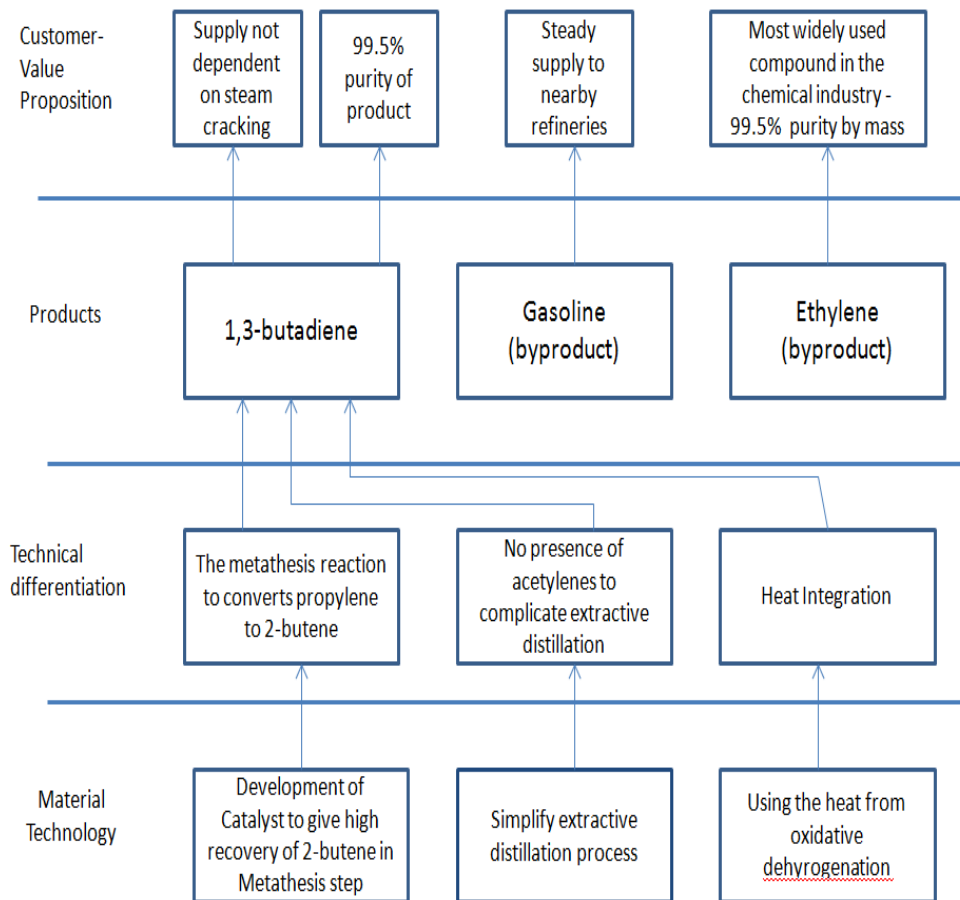 Customer-
Value
Proposition
Supply not
dependent
on steam
cracking
99.5%
purity of
product
Steady
supply to
nearby
refineries
Most widely used
compound in the
chemical industry -
99.5% purity by mass
Products
1,3-butadiene
Gasoline
(byproduct)
Ethylene
(byproduct)
Technical
differentiation
The metathesis reaction
to converts propylene
to 2-butene
No presence of
acetylenes to
complicate extractive
distillation
Heat Integration
Material
Technology
Development of
Catalyst to give high
recovery of 2-butene in
Metathesis step
Simplify extractive
distillation process
Using the heat from
oxidative
dehyrogenation